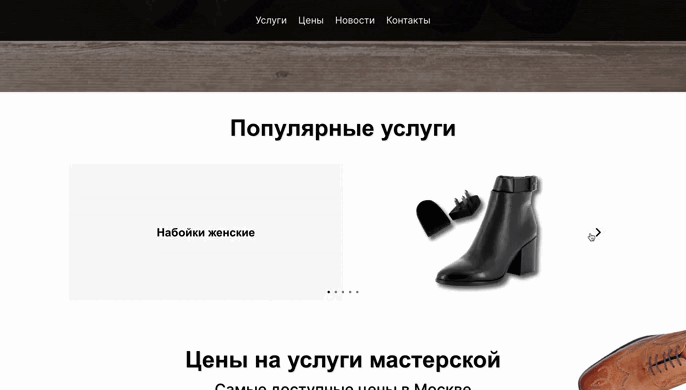 Услуги Цены Новости Контакты
Популярные услуги
Набойки женские
Цены на услуги мастерской
Самые доступные цены в Москве